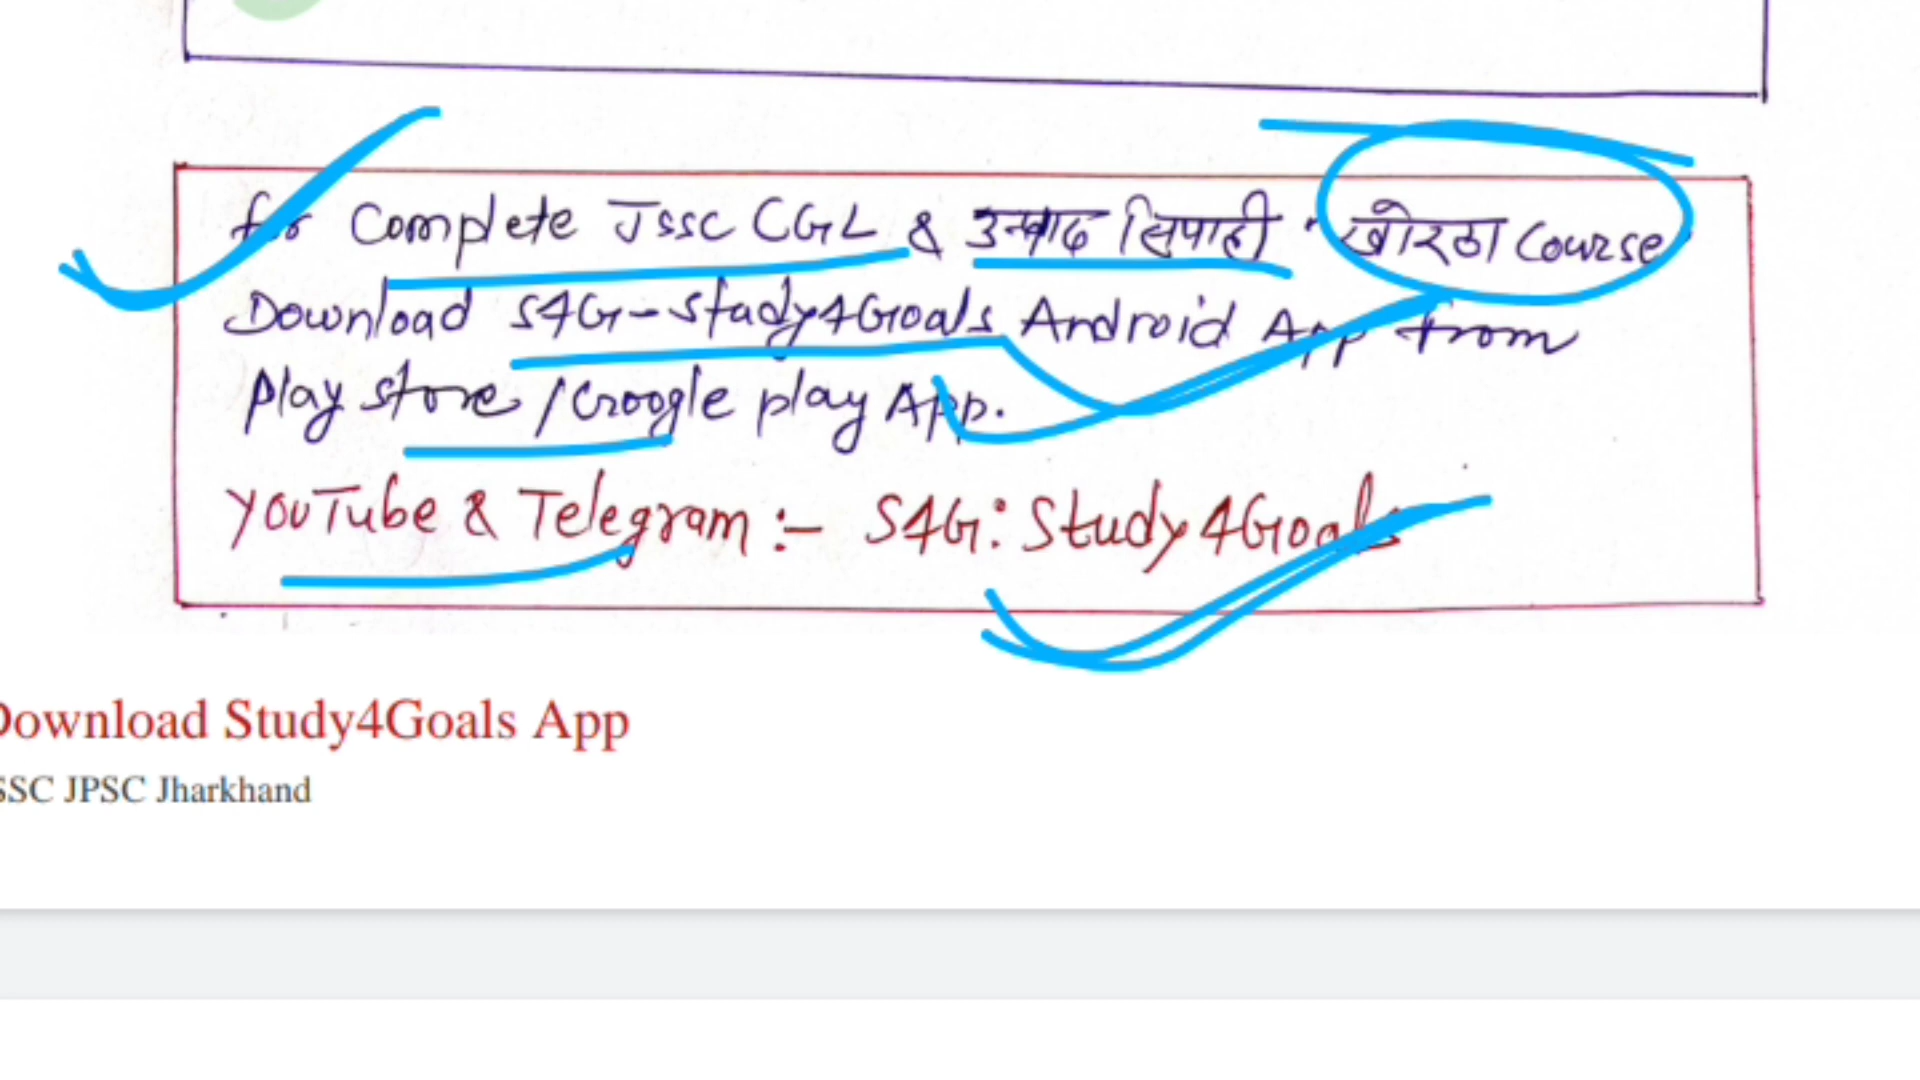 for Complete JSSC CGL & उत्पाद सिपाही, खोरठा Course
Download S4G-Study4Goals Android App from
Play store / Google play App.
YouTube & Telegram :- S4G: Study4Goals
Download Study4Goals App
SSC JPSC Jharkhand